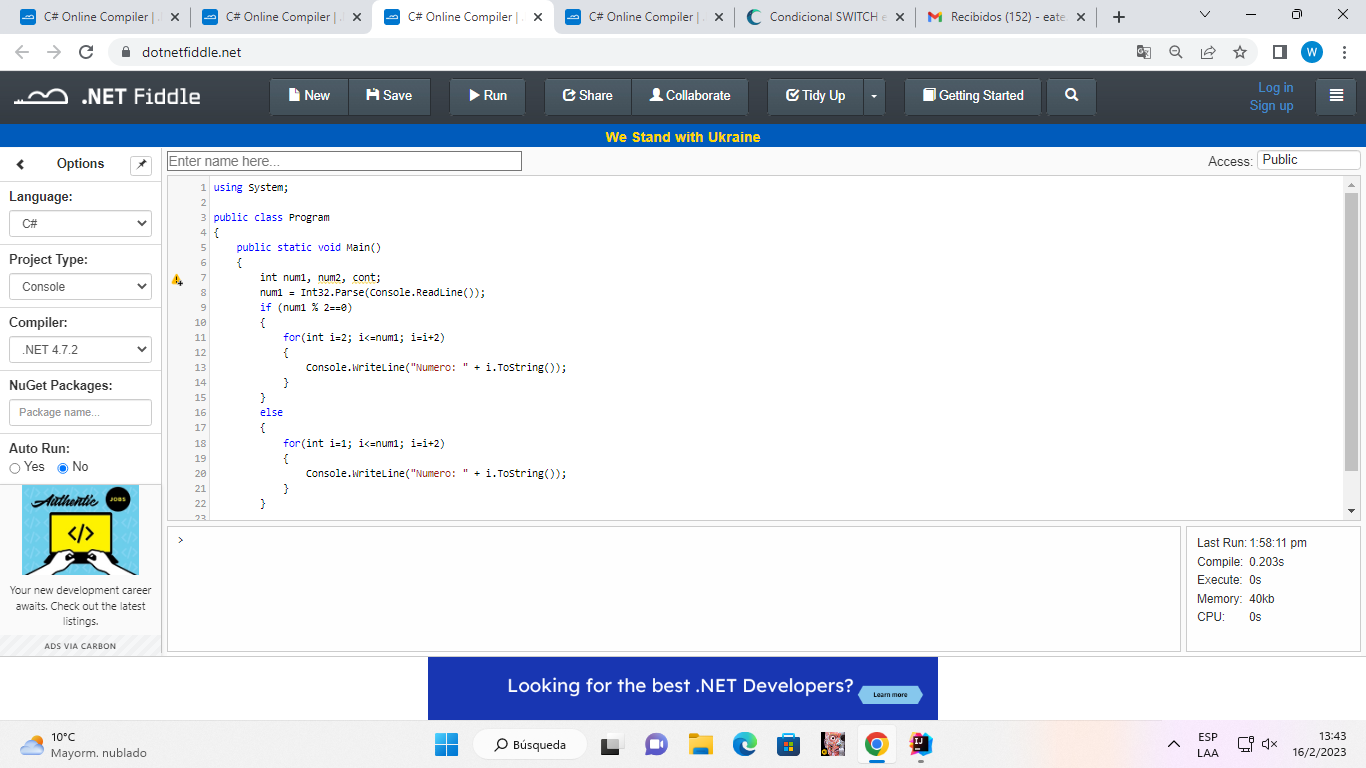 C# Online Compiler |
C# Online Compiler |
C# Online Compiler |
C# Online Compiler |
Condicional SWITCH e
Recibidos (152) - eate
dotnetfiddle.net
W
.NET Fiddle
New
Save
Run
Share
Collaborate
Tidy Up
Getting Started
Log in
Sign up
We Stand with Ukraine
Options
Enter name here...
Access:
Public
Language:
C#
Project Type:
Console
Compiler:
.NET 4.7.2
NuGet Packages:
Package name...
Auto Run:
Yes
No
1 using System;
2
3 public class Program
4 {
5 public static void Main()
6 {
7 int num1, num2, cont;
8 num1 = Int32.Parse(Console.ReadLine());
9 if (num1 % 2==0)
10 {
11 for(int i=2; i<=num1; i=i+2)
12 {
13 Console.WriteLine("Numero: " + i.ToString());
14 }
15 }
16 else
17 {
18 for(int i=1; i<=num1; i=i+2)
19 {
20 Console.WriteLine("Numero: " + i.ToString());
21 }
22 }
23
>
Last Run: 1:58:11 pm
Compile: 0.203s
Execute: 0s
Memory: 40kb
CPU: 0s
Authentic JOBS
</>
Your new development career
awaits. Check out the latest
listings.
ADS VIA CARBON
Looking for the best .NET Developers?
Learn more
10°C
Mayorm. nublado
Búsqueda
ESP
LAA
13:43
16/2/2023